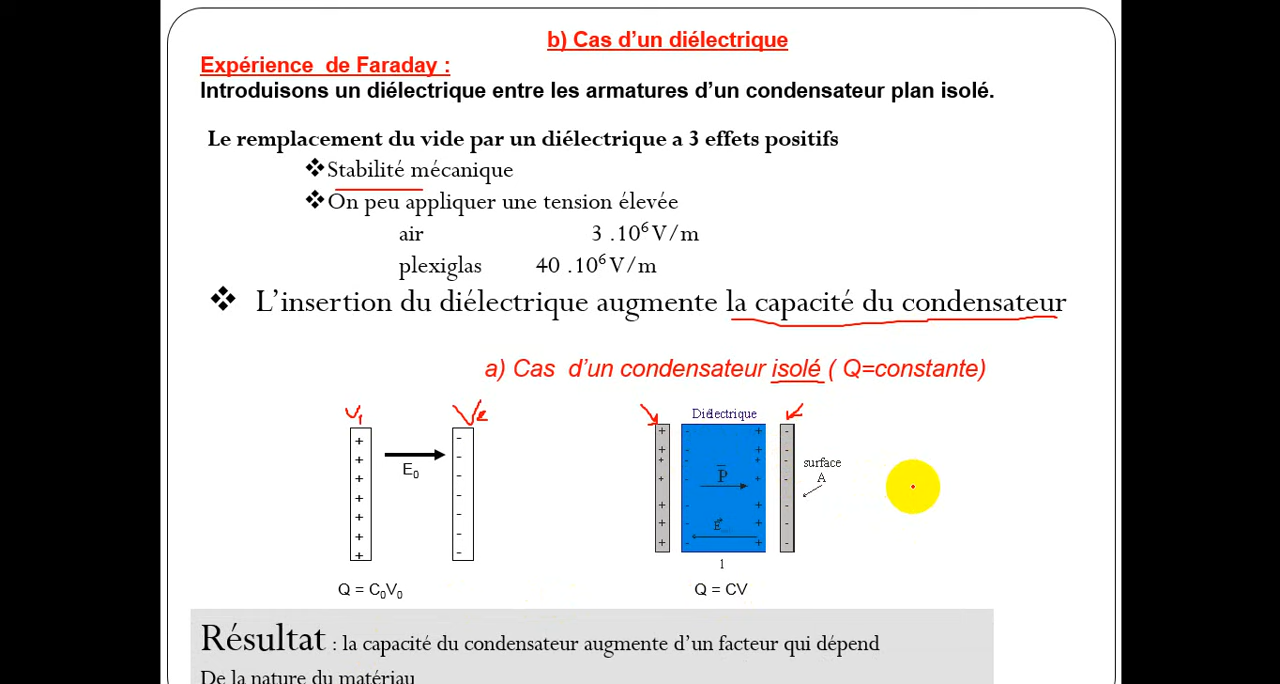 b) Cas d'un diélectrique
Expérience de Faraday :
Introduisons un diélectrique entre les armatures d'un condensateur plan isolé.
Le remplacement du vide par un diélectrique a 3 effets positifs
❖Stabilité mécanique
❖On peu appliquer une tension élevée
air 3 .10⁶V/m
plexiglas 40 .10⁶V/m
❖ L'insertion du diélectrique augmente la capacité du condensateur
a) Cas d'un condensateur isolé ( Q=constante)
V₁ V₂ Diélectrique
E₀
P
surface
A
E
1
Q = C₀V₀ Q = CV
Résultat : la capacité du condensateur augmente d'un facteur qui dépend
De la nature du matériau